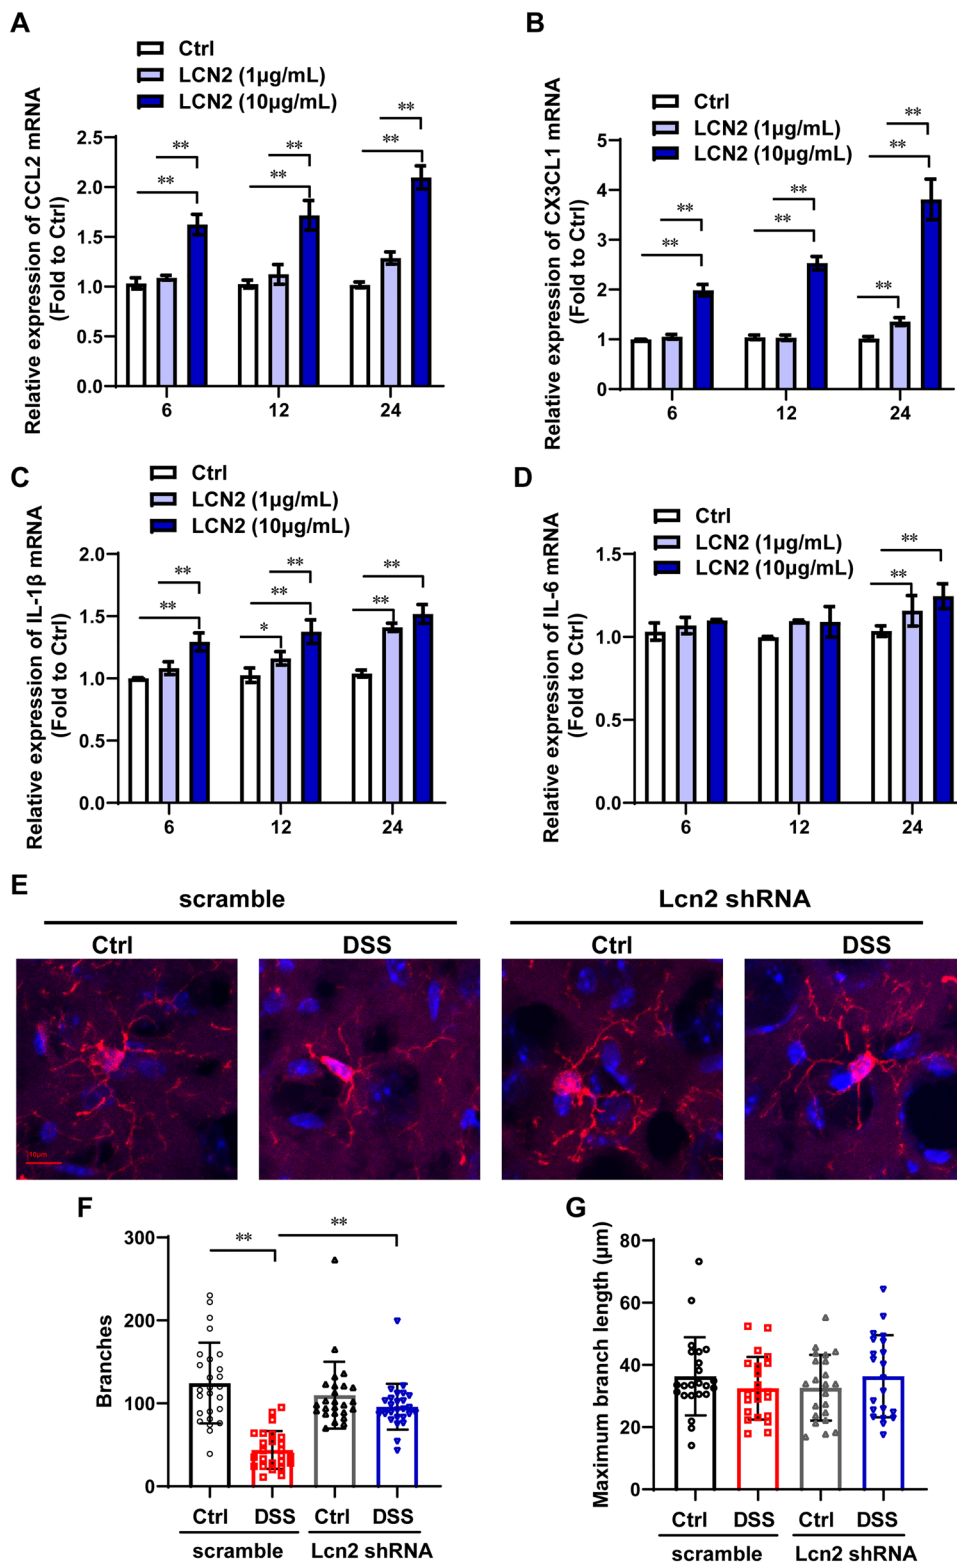 A
Ctrl
LCN2 (1μg/mL)
LCN2 (10μg/mL)
Relative expression of CCL2 mRNA
(Fold to Ctrl)
2.5
2.0
1.5
1.0
0.5
0.0
** ** ** ** ** **
6 12 24
B
Ctrl
LCN2 (1μg/mL)
LCN2 (10μg/mL)
Relative expression of CX3CL1 mRNA
(Fold to Ctrl)
5
4
3
2
1
0
** ** ** ** ** ** **
6 12 24
C
Ctrl
LCN2 (1μg/mL)
LCN2 (10μg/mL)
Relative expression of IL-1β mRNA
(Fold to Ctrl)
2.0
1.5
1.0
0.5
0.0
** ** ** ** * ** **
6 12 24
D
Ctrl
LCN2 (1μg/mL)
LCN2 (10μg/mL)
Relative expression of IL-6 mRNA
(Fold to Ctrl)
1.5
1.0
0.5
0.0
** **
6 12 24
E
scramble Lcn2 shRNA
Ctrl DSS Ctrl DSS
10μm
F
Branches
300
200
100
0
** **
Ctrl DSS Ctrl DSS
scramble Lcn2 shRNA
G
Maximum branch length (μm)
80
60
40
20
0
Ctrl DSS Ctrl DSS
scramble Lcn2 shRNA